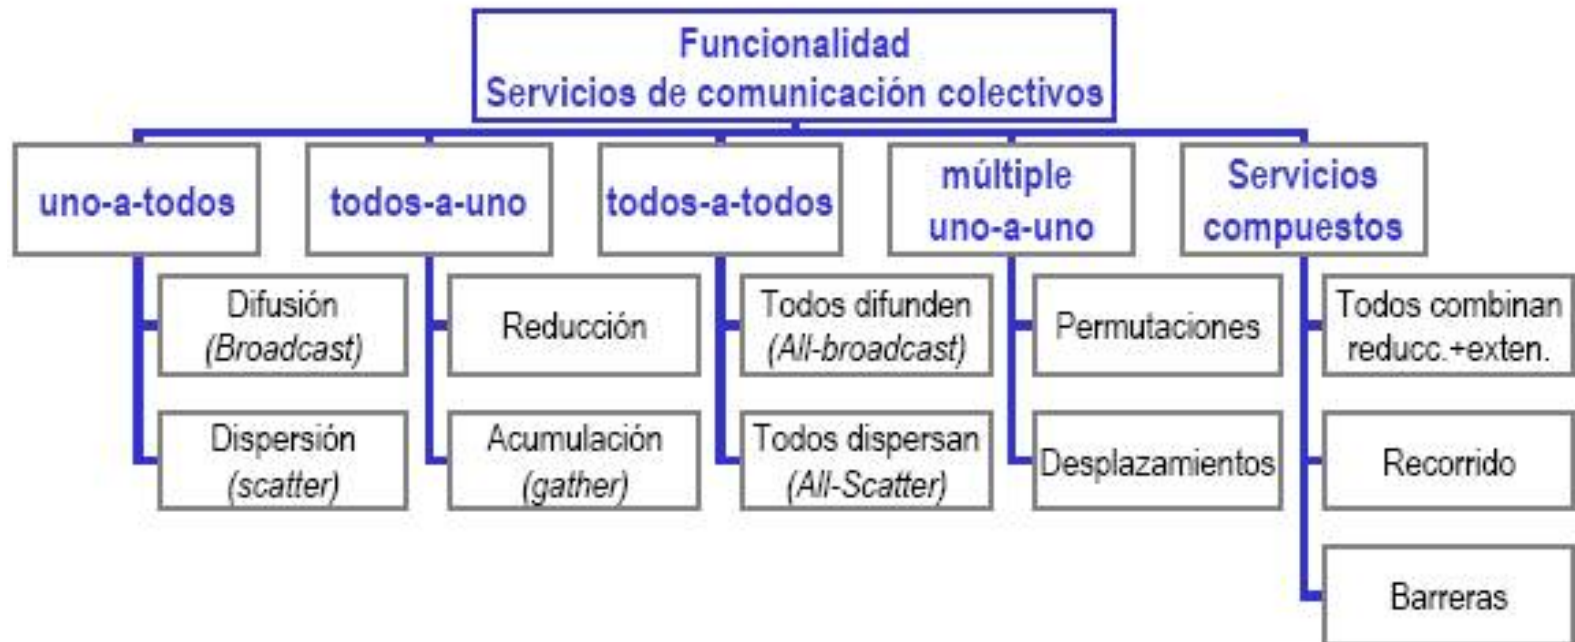 Funcionalidad
Servicios de comunicación colectivos
uno-a-todos
todos-a-uno
todos-a-todos
múltiple
uno-a-uno
Servicios
compuestos
Difusión
(Broadcast)
Reducción
Todos difunden
(All-broadcast)
Permutaciones
Todos combinan
reducc.+exten.
Dispersión
(scatter)
Acumulación
(gather)
Todos dispersan
(All-Scatter)
Desplazamientos
Recorrido
Barreras